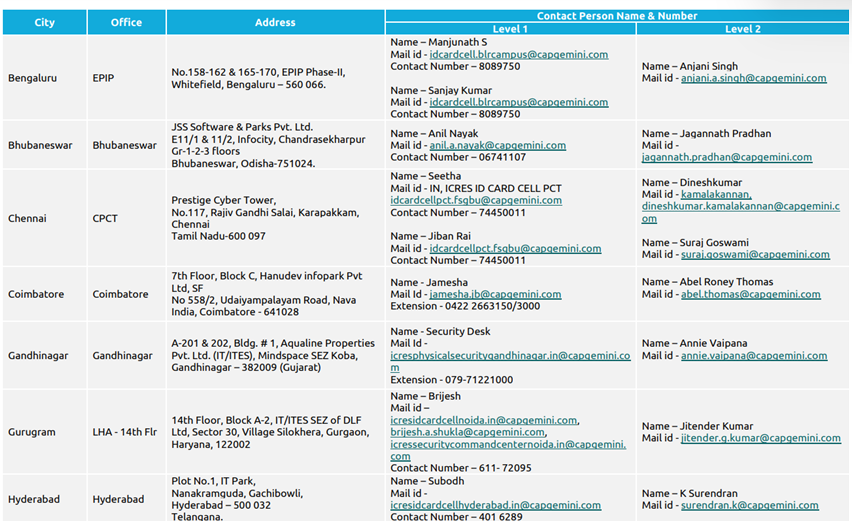 City
Office
Address
Contact Person Name & Number
Level 1
Level 2
Bengaluru
EPIP
No.158-162 & 165-170, EPIP Phase-II,
Whitefield, Bengaluru – 560 066.
Name – Manjunath S
Mail id - idcardcell.blrcampus@capgemini.com
Contact Number – 8089750
Name – Sanjay Kumar
Mail id - idcardcell.blrcampus@capgemini.com
Contact Number – 8089750
Name – Anjani Singh
Mail id - anjani.a.singh@capgemini.com
Bhubaneswar
Bhubaneswar
JSS Software & Parks Pvt. Ltd.
E11/1 & 11/2, Infocity, Chandrasekharpur
Gr-1-2-3 floors
Bhubaneswar, Odisha-751024.
Name – Anil Nayak
Mail id - anil.a.nayak@capgemini.com
Contact Number – 06741107
Name – Jagannath Pradhan
Mail id -
jagannath.pradhan@capgemini.com
Chennai
CPCT
Prestige Cyber Tower,
No.117, Rajiv Gandhi Salai, Karapakkam,
Chennai
Tamil Nadu-600 097
Name – Seetha
Mail id - IN, ICRES ID CARD CELL PCT
idcardcellpct.fsgbu@capgemini.com
Contact Number – 74450011
Name – Jiban Rai
Mail id - idcardcellpct.fsgbu@capgemini.com
Contact Number – 74450011
Name – Dineshkumar
Mail id - kamalakannan,
dineshkumar.kamalakannan@capgemini.c
om
Name – Suraj Goswami
Mail id - suraj.goswami@capgemini.com
Coimbatore
Coimbatore
7th Floor, Block C, Hanudev infopark Pvt
Ltd, SF
No 558/2, Udaiyampalayam Road, Nava
India, Coimbatore - 641028
Name - Jamesha
Mail Id - jamesha.jb@capgemini.com
Extension - 0422 2663150/3000
Name – Abel Roney Thomas
Mail id - abel.thomas@capgemini.com
Gandhinagar
Gandhinagar
A-201 & 202, Bldg. # 1, Aqualine Properties
Pvt. Ltd. (IT/ITES), Mindspace SEZ Koba,
Gandhinagar – 382009 (Gujarat)
Name - Security Desk
Mail Id -
icresphysicalsecuritygandhinagar.in@capgemini.co
m
Extension - 079-71221000
Name – Annie Vaipana
Mail id - annie.vaipana@capgemini.com
Gurugram
LHA - 14th Flr
14th Floor, Block A-2, IT/ITES SEZ of DLF
Ltd, Sector 30, Village Silokhera, Gurgaon,
Haryana, 122002
Name – Brijesh
Mail id –
icresidcardcellnoida.in@capgemini.com,
brijesh.a.shukla@capgemini.com,
icressecuritycommandcenternoida.in@capgemini.
com
Contact Number – 611- 72095
Name – Jitender Kumar
Mail id - jitender.g.kumar@capgemini.com
Hyderabad
Hyderabad
Plot No.1, IT Park,
Nanakramguda, Gachibowli,
Hyderabad – 500 032
Telangana.
Name – Subodh
Mail id -
icresidcardcellhyderabad.in@capgemini.com
Contact Number – 401 6289
Name – K Surendran
Mail id - surendran.k@capgemini.com